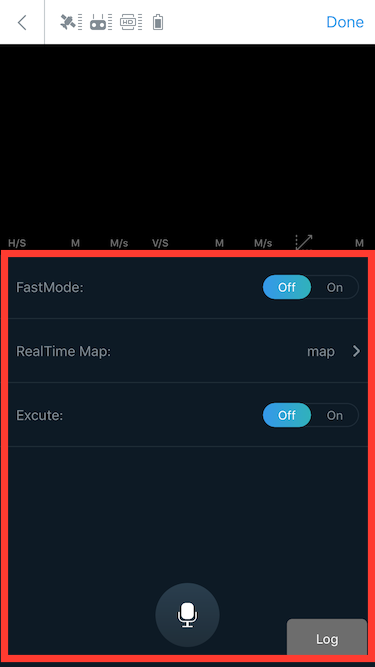 Done
HD
H/S M M/s V/S M M/s M
FastMode: Off On
RealTime Map: map
Excute: Off On
Log